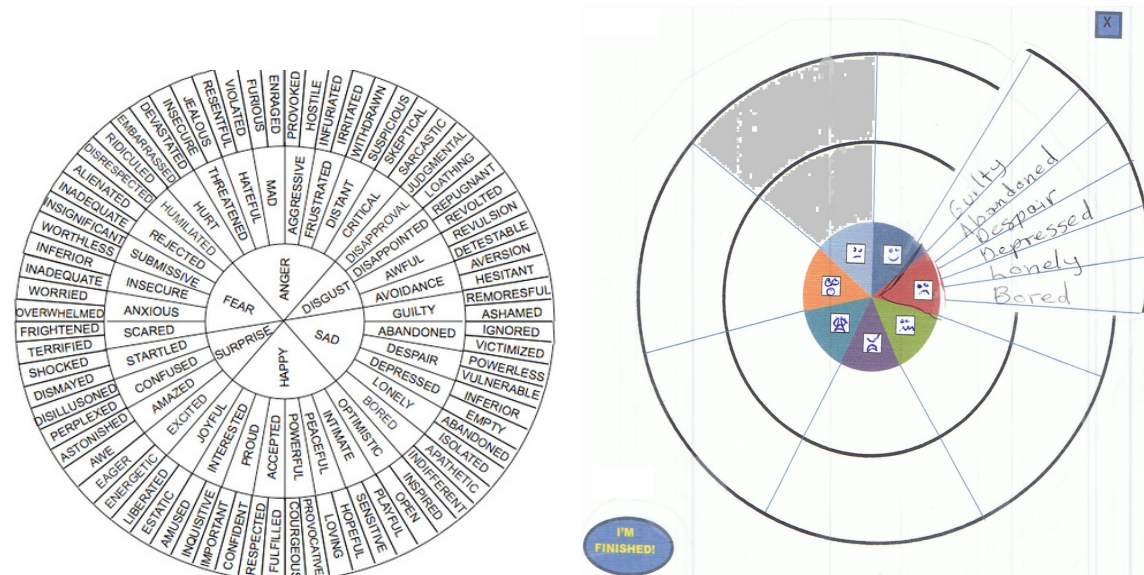 PROVOKED
HOSTILE
INFURIATED
IRRITATED
WITHDRAWN
SUSPICIOUS
SKEPTICAL
SARCASTIC
JUDGMENTAL
LOATHING
REPUGNANT
REVOLTED
REVULSION
DETESTABLE
AVERSION
HESITANT
REMORSEFUL
ASHAMED
IGNORED
VICTIMIZED
POWERLESS
VULNERABLE
INFERIOR
EMPTY
ABANDONED
ISOLATED
APATHETIC
INDIFFERENT
INSPIRED
OPEN
PLAYFUL
SENSITIVE
HOPEFUL
LOVING
PROVOCATIVE
COURGEOUS
FULFILLED
RESPECTED
CONFIDENT
IMPORTANT
INQUISITIVE
AMUSED
ESTATIC
LIBERATED
ENERGETIC
EAGER
AWE
ASTONISHED
PERPLEXED
DISILLUSONED
DISMAYED
SHOCKED
TERRIFIED
FRIGHTENED
OVERWHELMED
WORRIED
INADEQUATE
INFERIOR
WORTHLESS
INSIGNIFICANT
INADEQUATE
ALIENATED
DISRESPECTED
RIDICULED
EMBARRASSED
DEVASTATED
INSECURE
JEALOUS
RESENTFUL
VIOLATED
FURIOUS
ENRAGED
AGGRESSIVE
FRUSTRATED
DISTANT
CRITICAL
DISAPPROVAL
DISAPPOINTED
AWFUL
AVOIDANCE
GUILTY
ABANDONED
DESPAIR
DEPRESSED
LONELY
BORED
OPTIMISTIC
INTIMATE
PEACEFUL
POWERFUL
ACCEPTED
PROUD
INTERESTED
JOYFUL
EXCITED
AMAZED
CONFUSED
STARTLED
SCARED
ANXIOUS
INSECURE
SUBMISSIVE
REJECTED
HUMILIATED
HURT
THREATENED
HATEFUL
MAD
ANGER
DISGUST
SAD
HAPPY
SURPRISE
FEAR
X
Guilty
Abandoned
Despair
Depressed
Lonely
Bored
I'M
FINISHED!